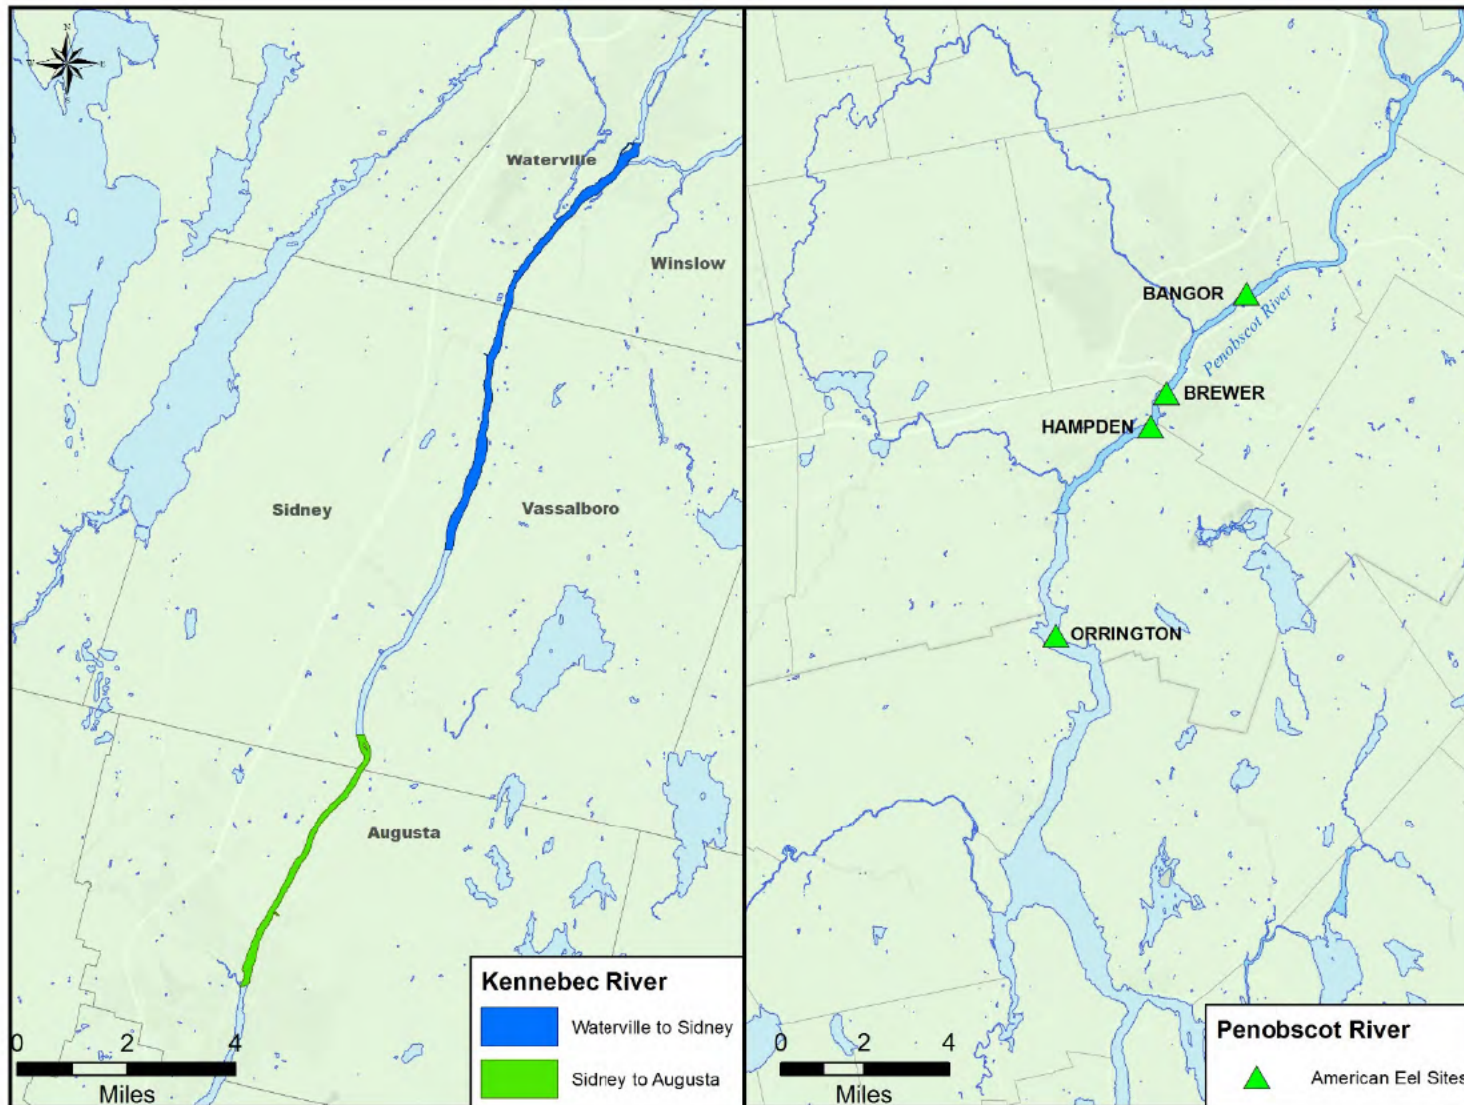 N
W
E
S
Waterville
Winslow
Sidney
Vassalboro
Augusta
Kennebec River
Waterville to Sidney
Sidney to Augusta
0 2 4
Miles
BANGOR
Penobscot River
BREWER
HAMPDEN
ORRINGTON
0 2 4
Miles
Penobscot River
American Eel Sites